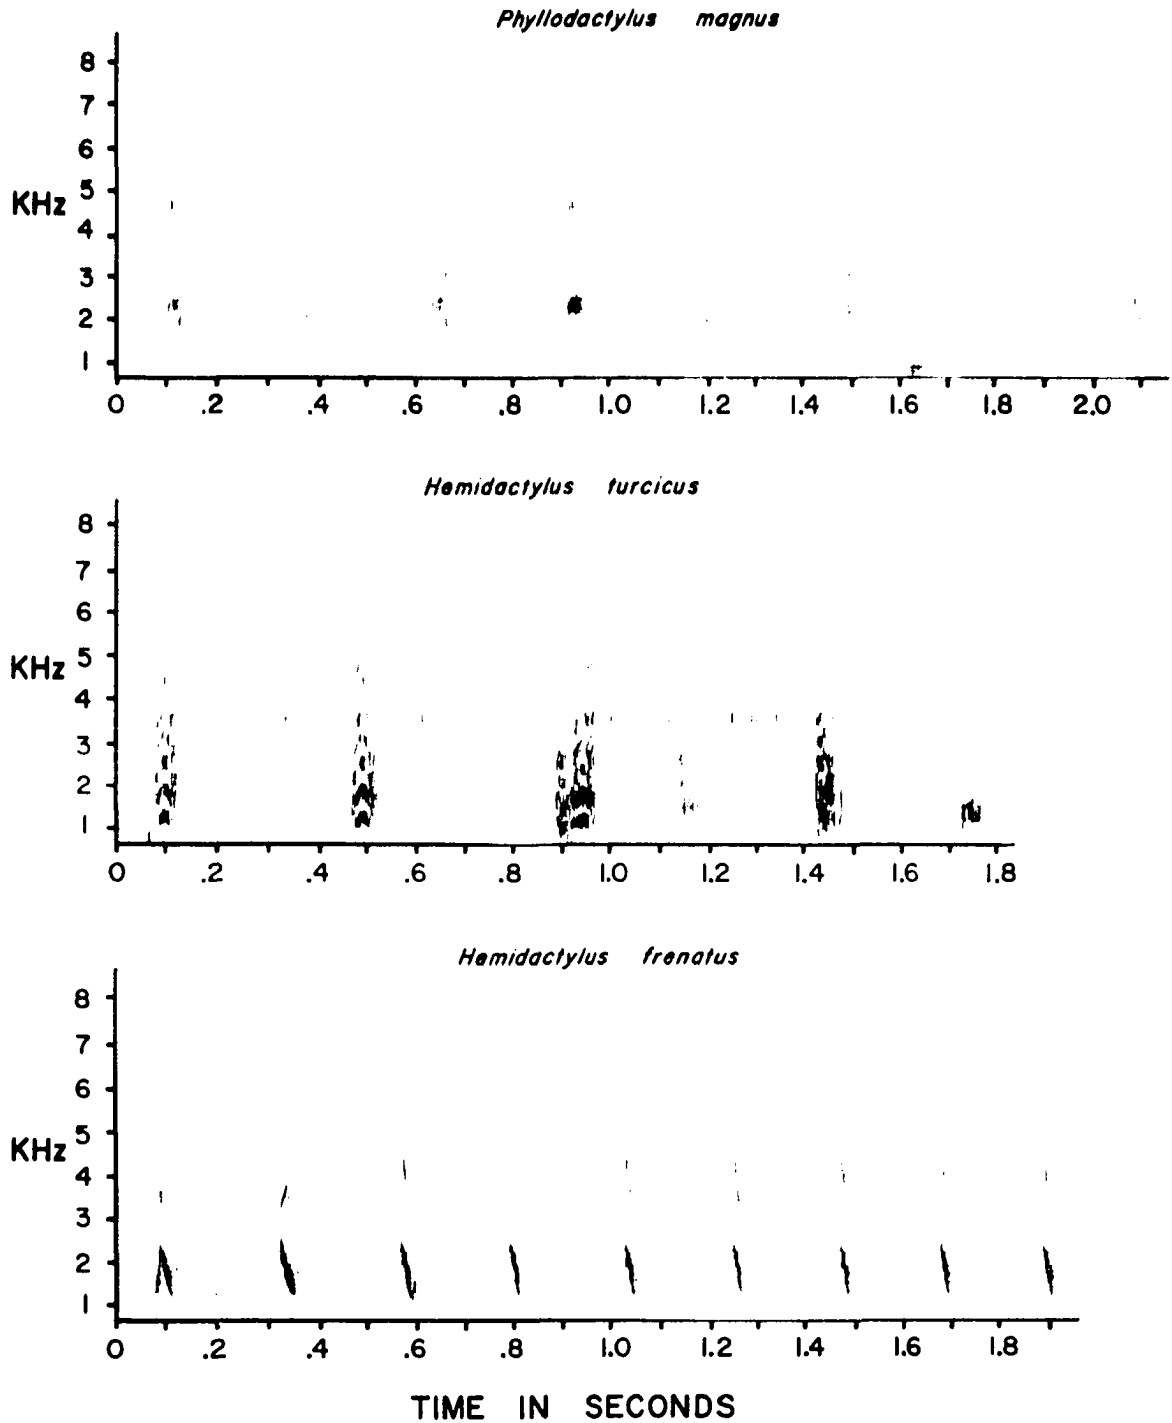 Phyllodactylus magnus
8
7
6
5
KHz
4
3
2
1
0 .2 .4 .6 .8 1.0 1.2 1.4 1.6 1.8 2.0
Hemidactylus turcicus
8
7
6
5
KHz
4
3
2
1
0 .2 .4 .6 .8 1.0 1.2 1.4 1.6 1.8
Hemidactylus frenatus
8
7
6
5
KHz
4
3
2
1
0 .2 .4 .6 .8 1.0 1.2 1.4 1.6 1.8
TIME IN SECONDS